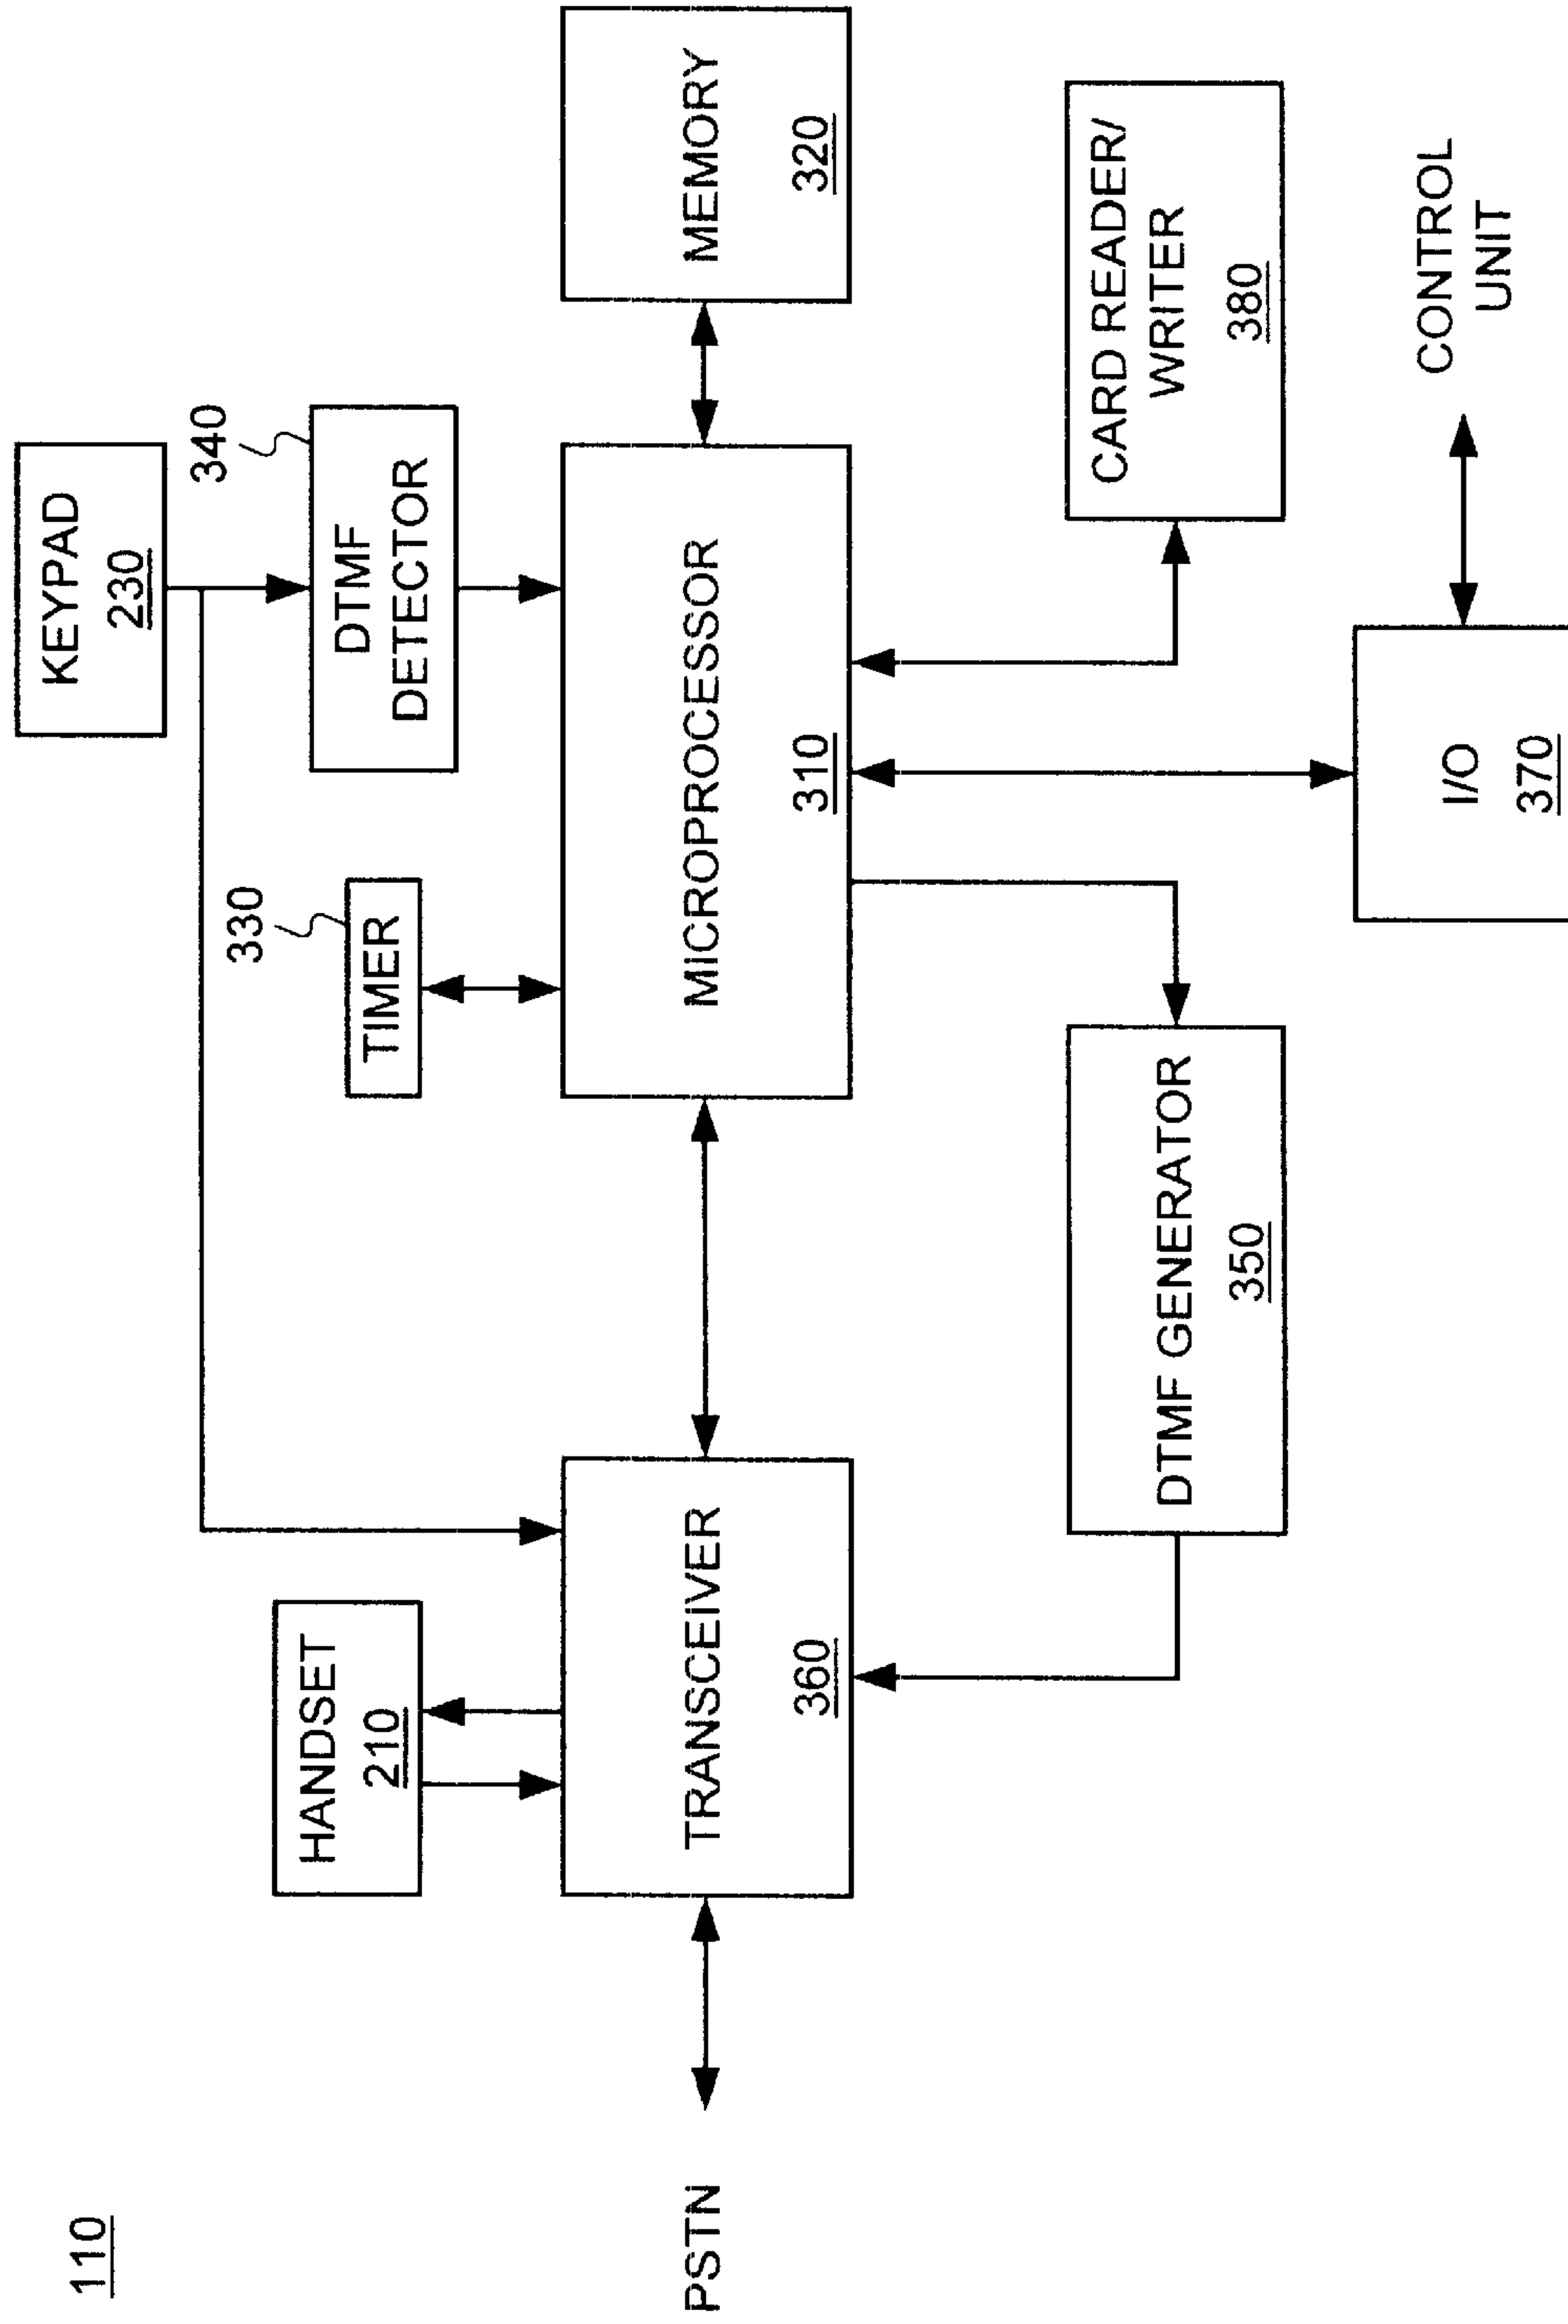 110
KEYPAD
230
340
DTMF
DETECTOR
330
TIMER
HANDSET
210
PSTN
TRANSCEIVER
360
MICROPROCESSOR
310
MEMORY
320
DTMF GENERATOR
350
CARD READER/
WRITER
380
I/O
370
CONTROL
UNIT